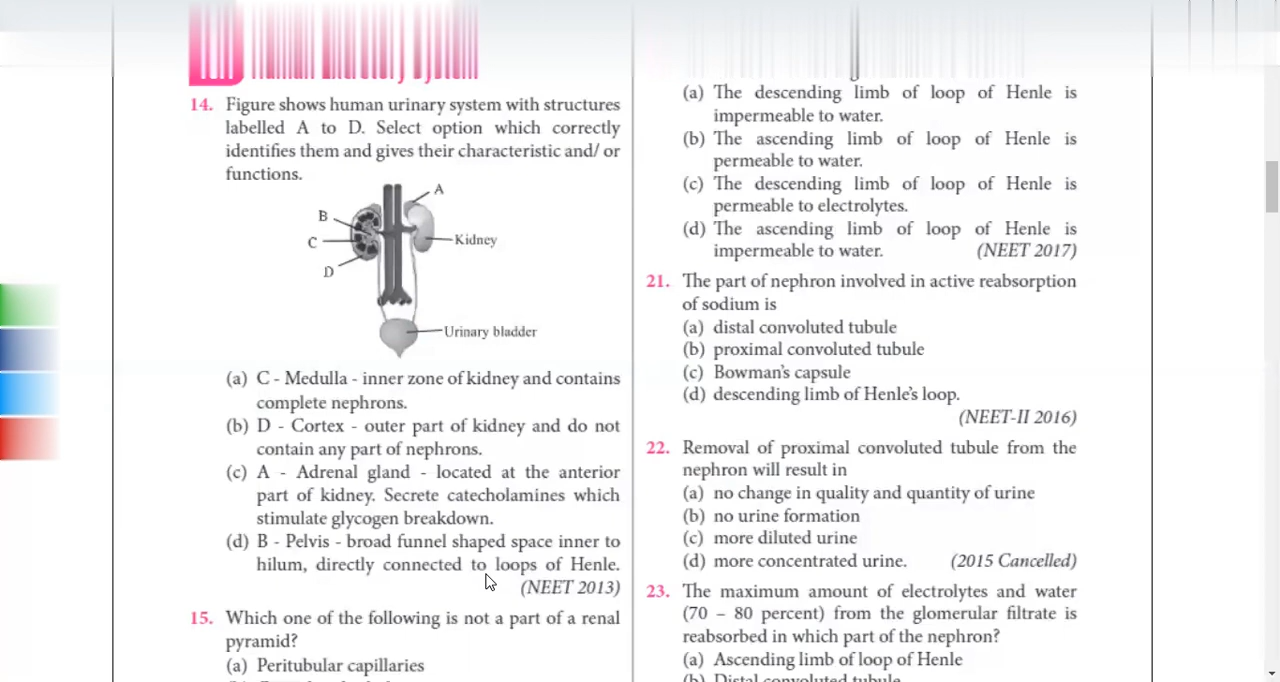 14. Figure shows human urinary system with structures
labelled A to D. Select option which correctly
identifies them and gives their characteristic and/ or
functions.
A
B
C
Kidney
D
Urinary bladder
(a) C - Medulla - inner zone of kidney and contains
complete nephrons.
(b) D - Cortex - outer part of kidney and do not
contain any part of nephrons.
(c) A - Adrenal gland - located at the anterior
part of kidney. Secrete catecholamines which
stimulate glycogen breakdown.
(d) B - Pelvis - broad funnel shaped space inner to
hilum, directly connected to loops of Henle.
(NEET 2013)
15. Which one of the following is not a part of a renal
pyramid?
(a) Peritubular capillaries
(a) The descending limb of loop of Henle is
impermeable to water.
(b) The ascending limb of loop of Henle is
permeable to water.
(c) The descending limb of loop of Henle is
permeable to electrolytes.
(d) The ascending limb of loop of Henle is
impermeable to water. (NEET 2017)
21. The part of nephron involved in active reabsorption
of sodium is
(a) distal convoluted tubule
(b) proximal convoluted tubule
(c) Bowman's capsule
(d) descending limb of Henle's loop.
(NEET-II 2016)
22. Removal of proximal convoluted tubule from the
nephron will result in
(a) no change in quality and quantity of urine
(b) no urine formation
(c) more diluted urine
(d) more concentrated urine. (2015 Cancelled)
23. The maximum amount of electrolytes and water
(70 – 80 percent) from the glomerular filtrate is
reabsorbed in which part of the nephron?
(a) Ascending limb of loop of Henle
(b) Distal convoluted tubule